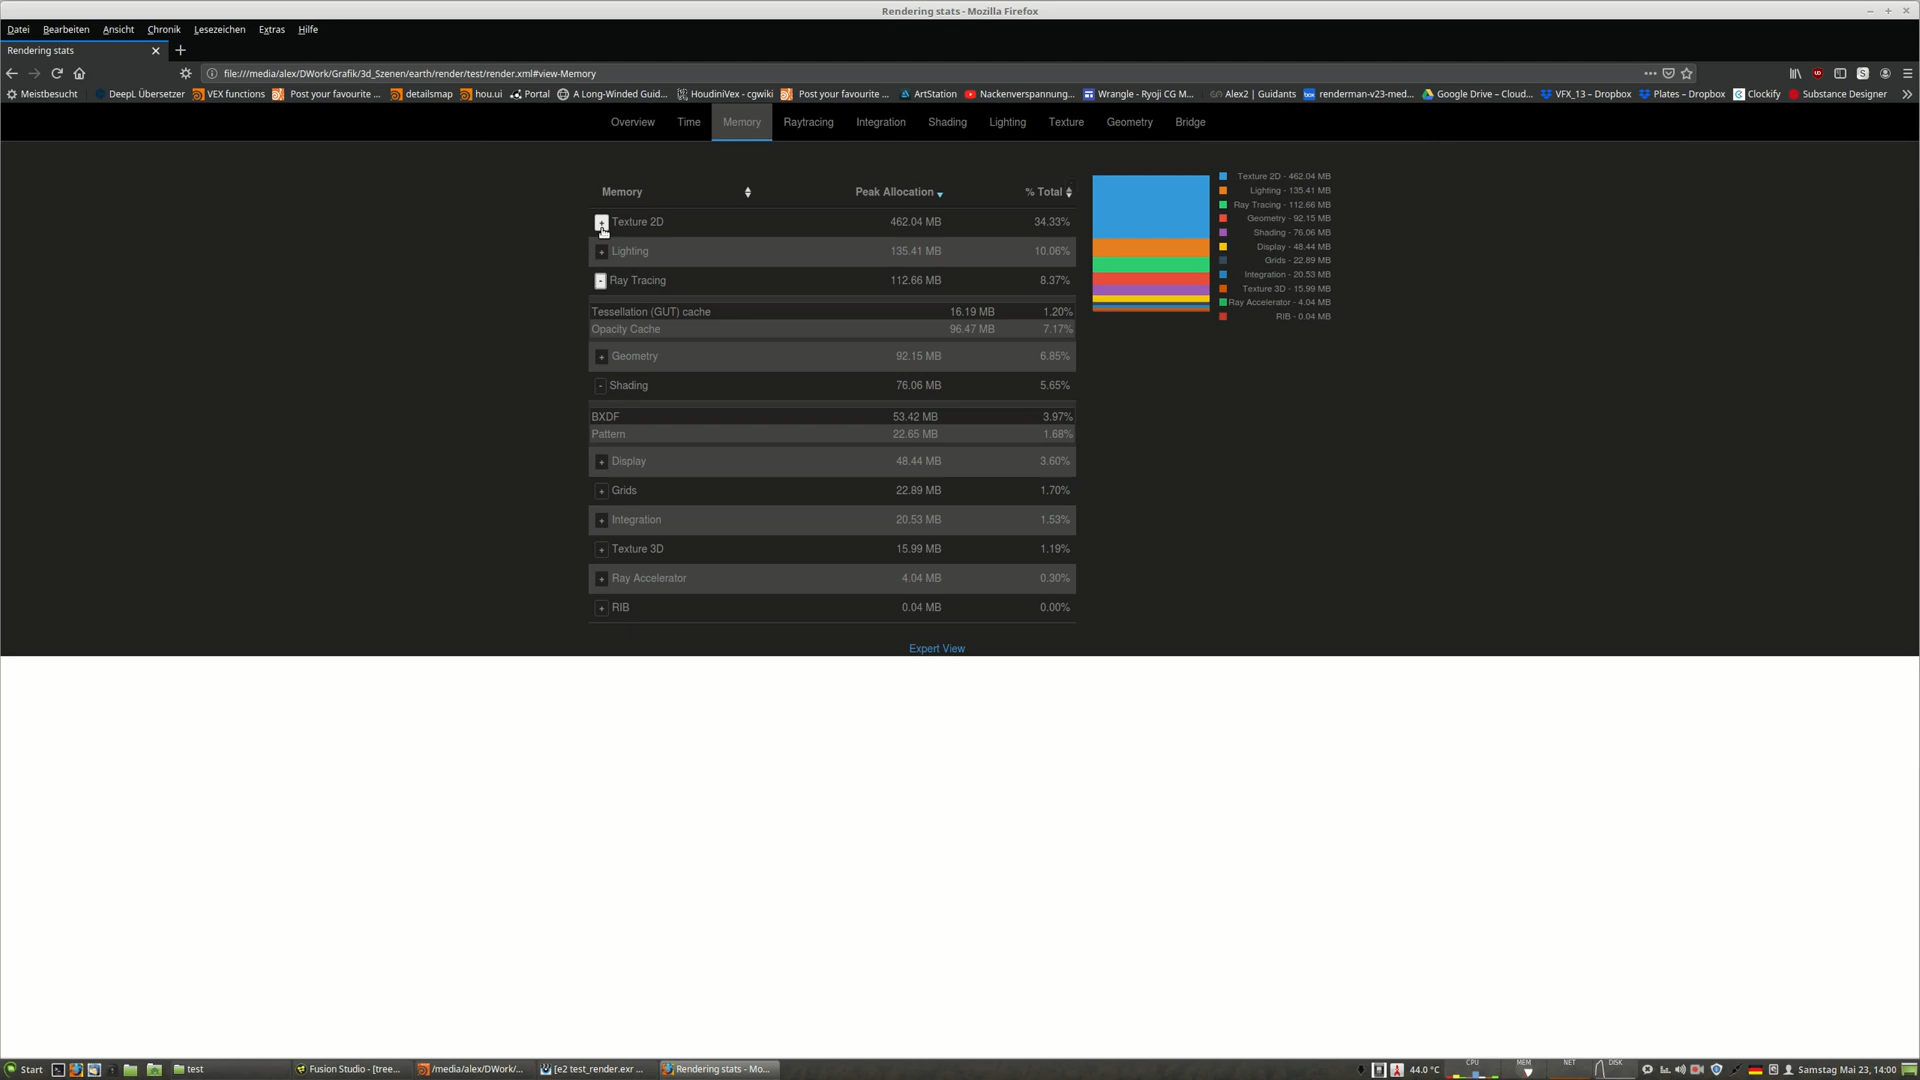 Rendering stats - Mozilla Firefox
Datei Bearbeiten Ansicht Chronik Extras Hilfe
Rendering stats
file:///media/alex/DWork/Grafik/3d_Szenen/earth/render/test/render.xml#view-Memory
Meistbesucht DeepL Übersetzer VEX functions Post your favourite ... detailsmap hou.ui Portal A Long-Winded Guid... HoudiniVex - cgwiki Post your favourite ... ArtStation Nackenverspannung... Wrangle - Ryoji CG M... Alex2 | Guidants renderman-v23-med... Google Drive – Cloud... VFX_13 – Dropbox Plates – Dropbox Clockify Substance Designer
Overview Time Memory Raytracing Integration Shading Lighting Texture Geometry Bridge
Memory Peak Allocation % Total
+ Texture 2D 462.04 MB 34.33%
+ Lighting 135.41 MB 10.06%
- Ray Tracing 112.66 MB 8.37%
Tessellation (GUT) cache 16.19 MB 1.20%
Opacity Cache 96.47 MB 7.17%
+ Geometry 92.15 MB 6.85%
- Shading 76.06 MB 5.65%
BXDF 53.42 MB 3.97%
Pattern 22.65 MB 1.68%
+ Display 48.44 MB 3.60%
+ Grids 22.89 MB 1.70%
+ Integration 20.53 MB 1.53%
+ Texture 3D 15.99 MB 1.19%
+ Ray Accelerator 4.04 MB 0.30%
+ RIB 0.04 MB 0.00%
Expert View
Texture 2D - 462.04 MB
Lighting - 135.41 MB
Ray Tracing - 112.66 MB
Geometry - 92.15 MB
Shading - 76.06 MB
Display - 48.44 MB
Grids - 22.89 MB
Integration - 20.53 MB
Texture 3D - 15.99 MB
Ray Accelerator - 4.04 MB
RIB - 0.04 MB
Start test Fusion Studio - [tree... /media/alex/DWork/... [e2 test_render.exr ... Rendering stats - Mo... 44.0 °C CPU MEM NET DISK Samstag Mai 23, 14:00